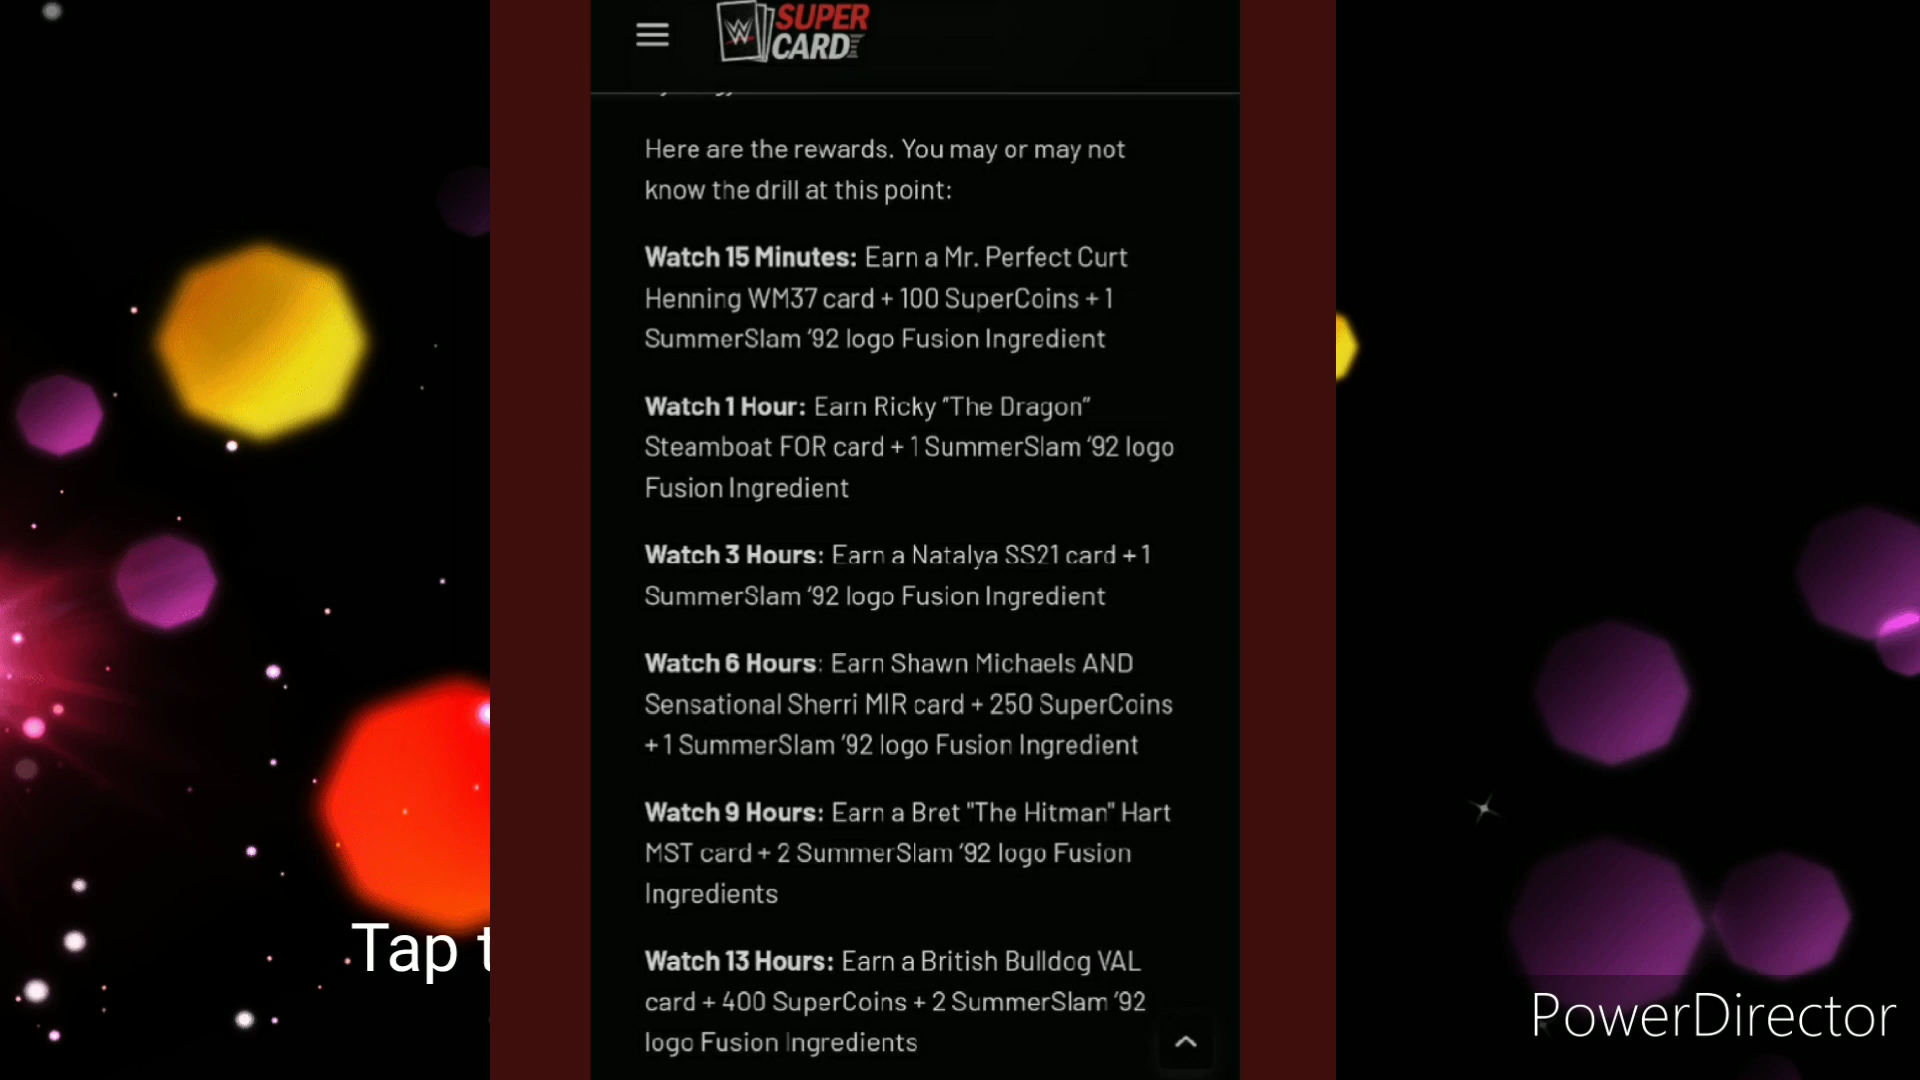 SUPER
CARD
Here are the rewards. You may or may not
know the drill at this point:
Watch 15 Minutes: Earn a Mr. Perfect Curt
Henning WM37 card + 100 SuperCoins + 1
SummerSlam ‘92 logo Fusion Ingredient
Watch 1 Hour: Earn Ricky “The Dragon”
Steamboat FOR card + 1 SummerSlam ‘92 logo
Fusion Ingredient
Watch 3 Hours: Earn a Natalya SS21 card + 1
SummerSlam ‘92 logo Fusion Ingredient
Watch 6 Hours: Earn Shawn Michaels AND
Sensational Sherri MIR card + 250 SuperCoins
+ 1 SummerSlam ‘92 logo Fusion Ingredient
Watch 9 Hours: Earn a Bret "The Hitman" Hart
MST card + 2 SummerSlam ‘92 logo Fusion
Ingredients
Watch 13 Hours: Earn a British Bulldog VAL
card + 400 SuperCoins + 2 SummerSlam ‘92
logo Fusion Ingredients
Tap t
PowerDirector